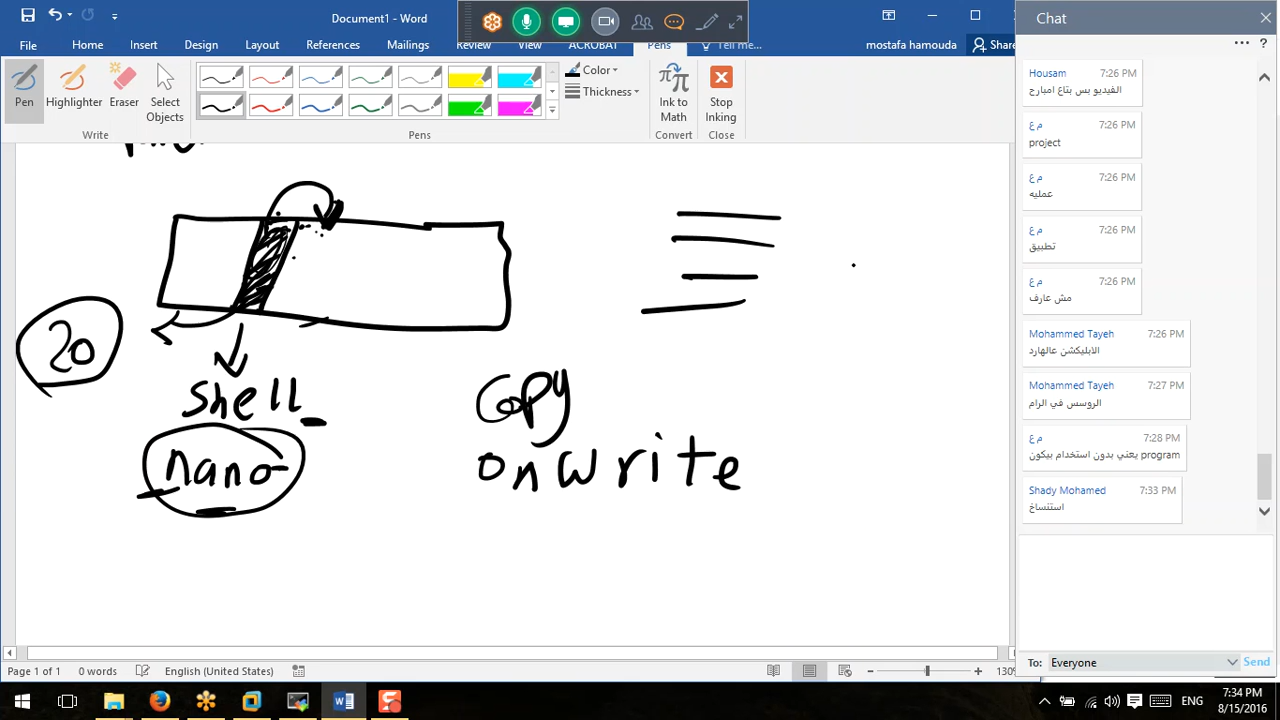 Document1 - Word
File Home Insert Design Layout References Mailings Review View ACROBAT Pens Tell me...
mostafa hamouda Share
Pen Highlighter Eraser Select Objects
Color
Thickness
Ink to Math
Stop Inking
Write Pens Convert Close
20
shell
nano
Copy
onwrite
Chat
Housam 7:26 PM
الفيديو بس بتاع امبارح
م ع 7:26 PM
project
م ع 7:26 PM
عمليه
م ع 7:26 PM
تطبيق
م ع 7:26 PM
مش عارف
Mohammed Tayeh 7:26 PM
الابليكشن عالهارد
Mohammed Tayeh 7:27 PM
الروسس في الرام
م ع 7:28 PM
program يعني بدون استخدام بيكون
Shady Mohamed 7:33 PM
استنساخ
To: Everyone Send
Page 1 of 1 0 words English (United States) 130%
ENG 7:34 PM
8/15/2016